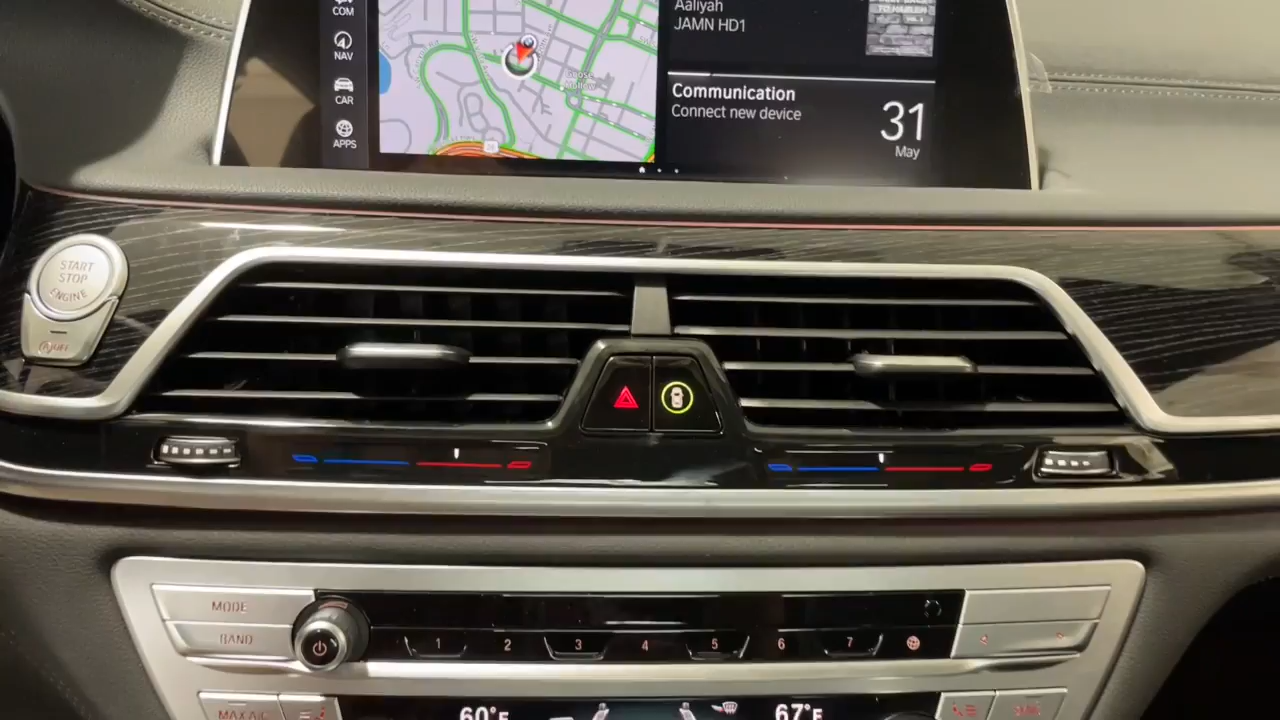 COM
NAV
CAR
APPS
Aaliyah
JAMN HD1
Communication
Connect new device
31
May
START
STOP
ENGINE
MODE
BAND
1
2
3
4
5
6
7
60°F
67°F
MAX A/C